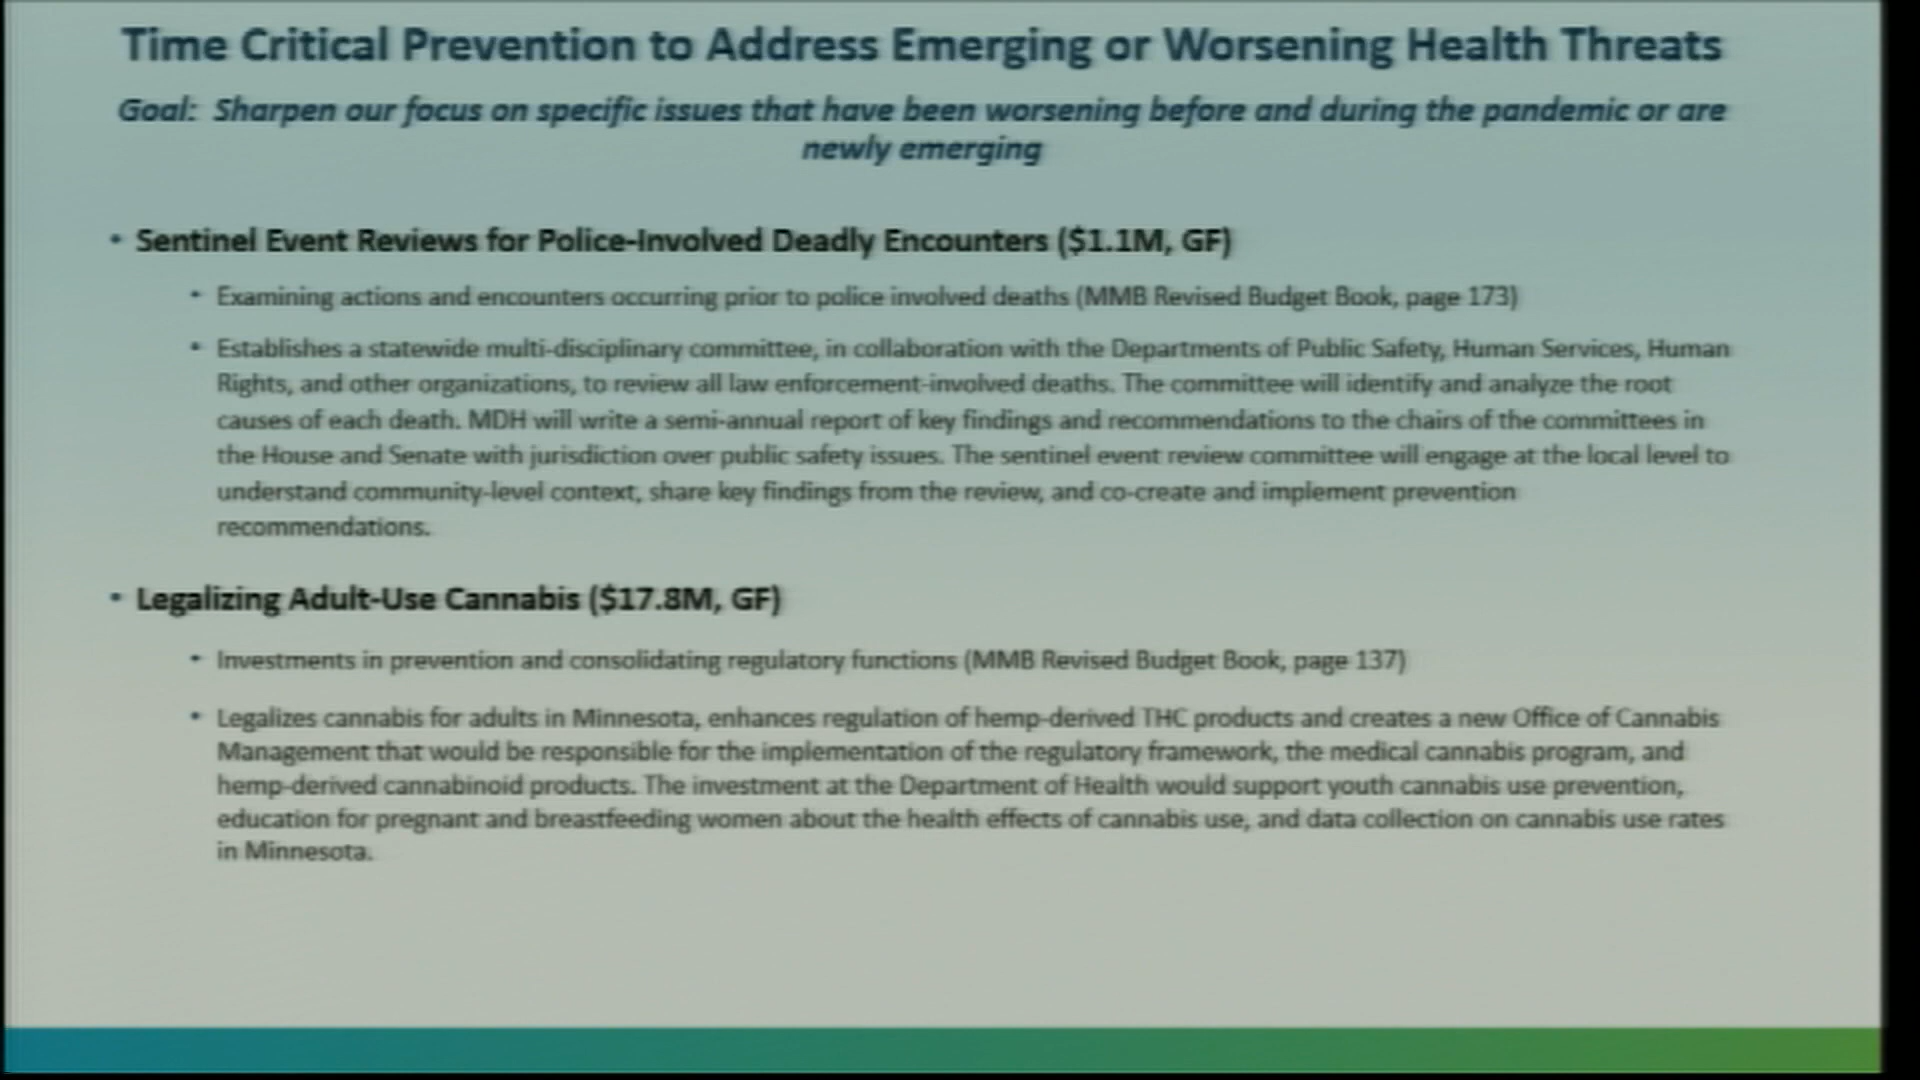 Time Critical Prevention to Address Emerging or Worsening Health Threats
Goal: Sharpen our focus on specific issues that have been worsening before and during the pandemic or are
newly emerging
• Sentinel Event Reviews for Police-Involved Deadly Encounters ($1.1M, GF)
• Examining actions and encounters occurring prior to police involved deaths (MMB Revised Budget Book, page 173)
• Establishes a statewide multi-disciplinary committee, in collaboration with the Departments of Public Safety, Human Services, Human
Rights, and other organizations, to review all law enforcement-involved deaths. The committee will identify and analyze the root
causes of each death. MDH will write a semi-annual report of key findings and recommendations to the chairs of the committees in
the House and Senate with jurisdiction over public safety issues. The sentinel event review committee will engage at the local level to
understand community-level context, share key findings from the review, and co-create and implement prevention
recommendations.
• Legalizing Adult-Use Cannabis ($17.8M, GF)
• Investments in prevention and consolidating regulatory functions (MMB Revised Budget Book, page 137)
• Legalizes cannabis for adults in Minnesota, enhances regulation of hemp-derived THC products and creates a new Office of Cannabis
Management that would be responsible for the implementation of the regulatory framework, the medical cannabis program, and
hemp-derived cannabinoid products. The investment at the Department of Health would support youth cannabis use prevention,
education for pregnant and breastfeeding women about the health effects of cannabis use, and data collection on cannabis use rates
in Minnesota.